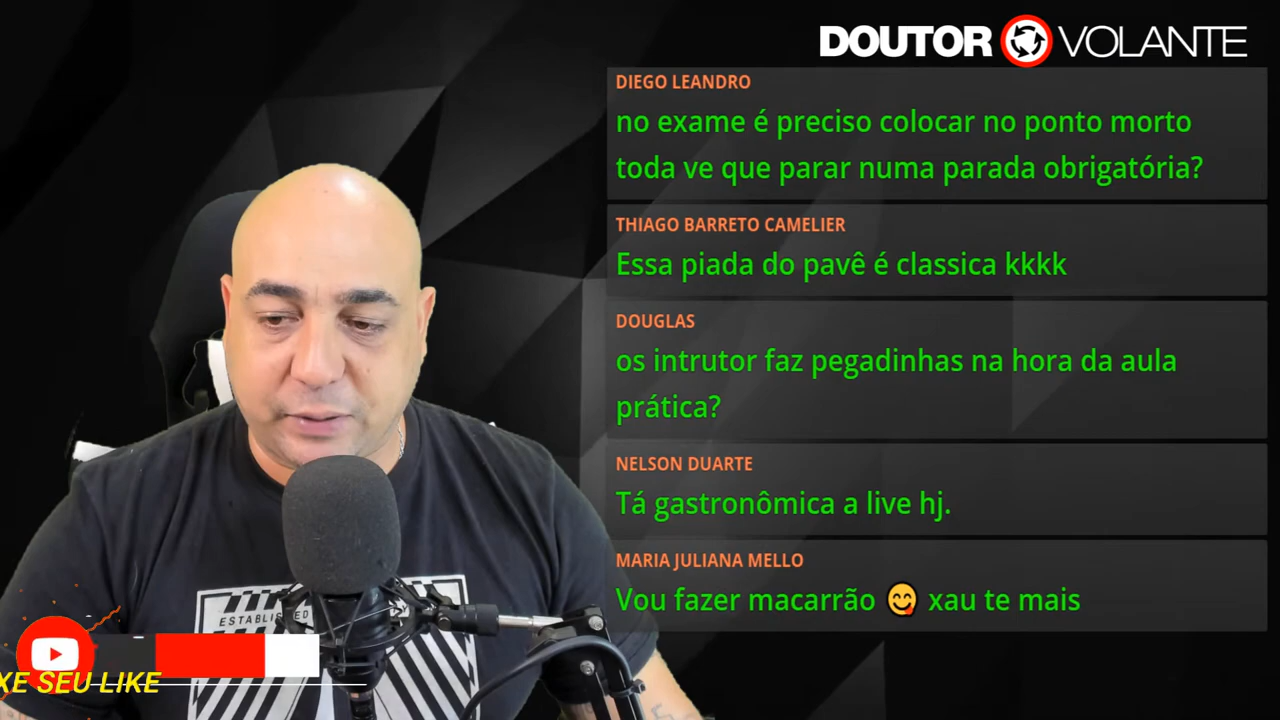 DOUTOR VOLANTE
DIEGO LEANDRO
no exame é preciso colocar no ponto morto
toda ve que parar numa parada obrigatória?
THIAGO BARRETO CAMELIER
Essa piada do pavê é classica kkkk
DOUGLAS
os intrutor faz pegadinhas na hora da aula
prática?
NELSON DUARTE
Tá gastronômica a live hj.
MARIA JULIANA MELLO
Vou fazer macarrão 😋 xau te mais
ESTABLISHED
XE SEU LIKE